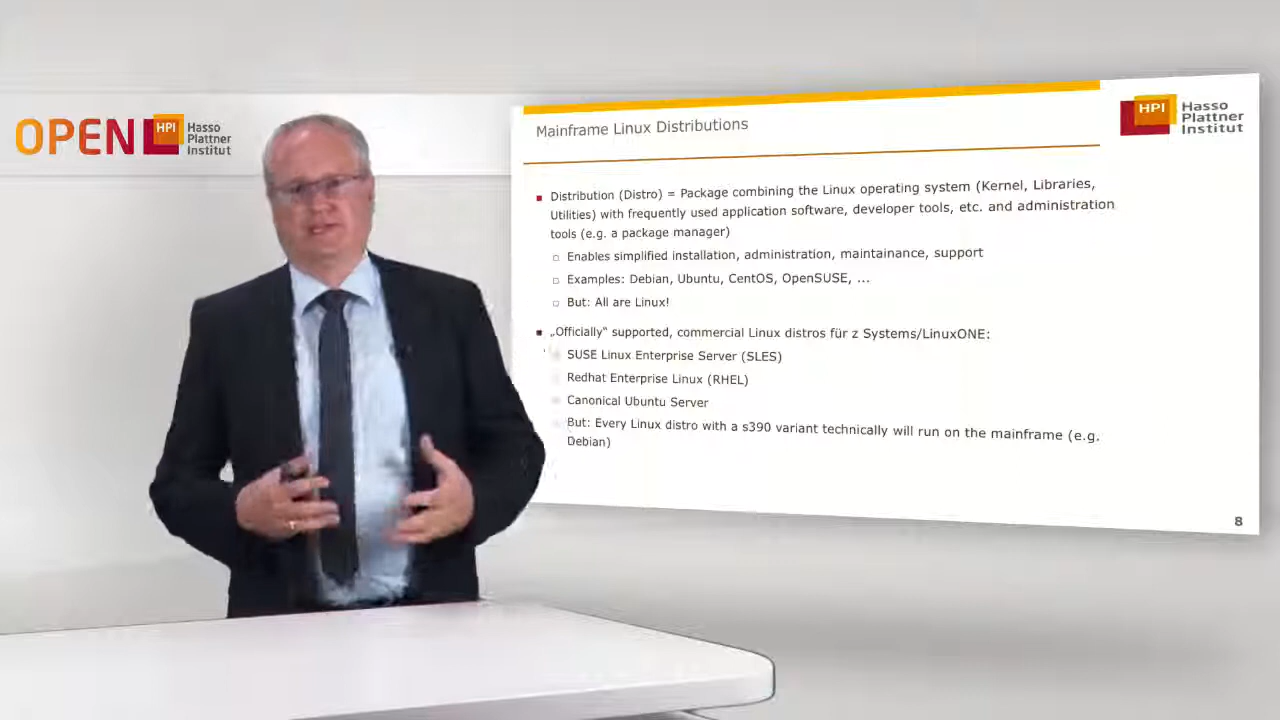 OPEN HPI Hasso
Plattner
Institut
Mainframe Linux Distributions
HPI Hasso
Plattner
Institut
Distribution (Distro) = Package combining the Linux operating system (Kernel, Libraries,
Utilities) with frequently used application software, developer tools, etc. and administration
tools (e.g. a package manager)
Enables simplified installation, administration, maintainance, support
Examples: Debian, Ubuntu, CentOS, OpenSUSE, ...
But: All are Linux!
„Officially“ supported, commercial Linux distros für z Systems/LinuxONE:
SUSE Linux Enterprise Server (SLES)
Redhat Enterprise Linux (RHEL)
Canonical Ubuntu Server
But: Every Linux distro with a s390 variant technically will run on the mainframe (e.g.
Debian)
8